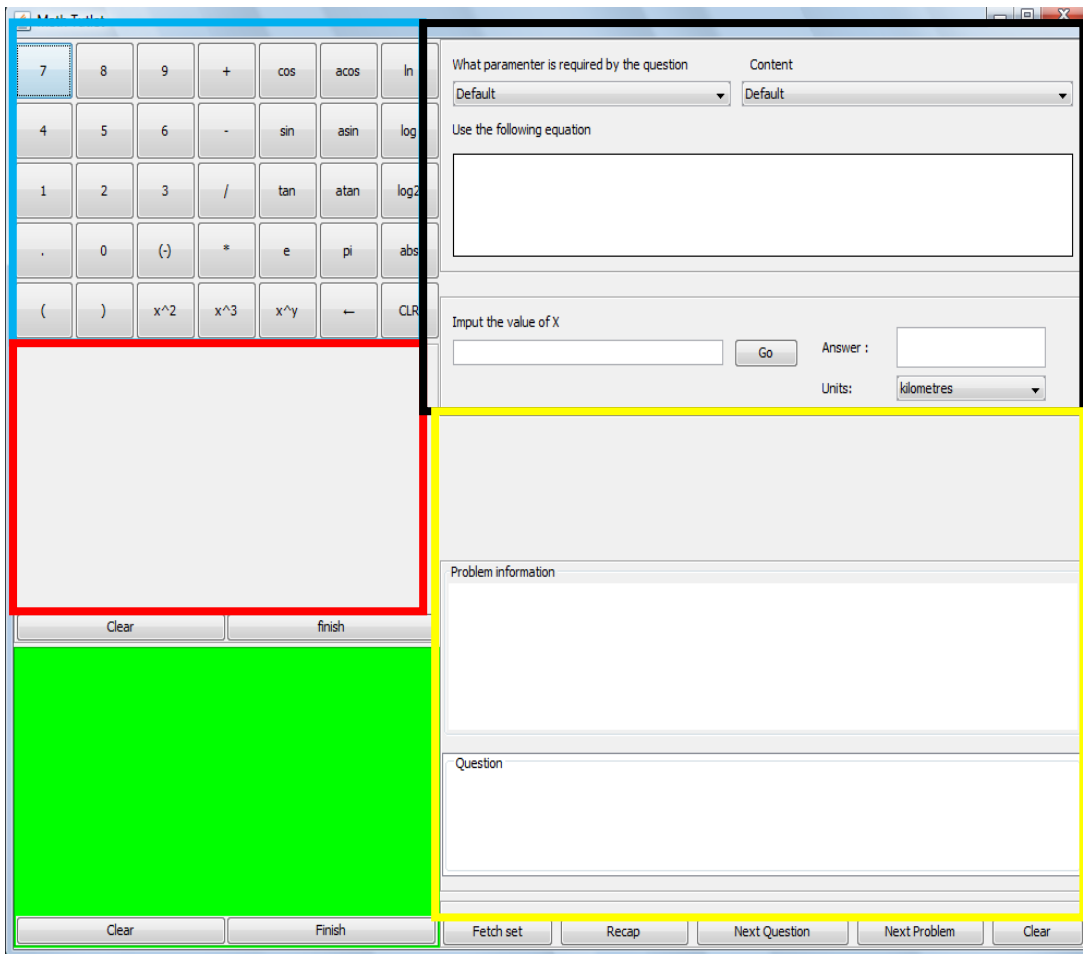 7 8 9 + cos acos ln
4 5 6 - sin asin log
1 2 3 / tan atan log2
. 0 (-) * e pi abs
( ) x^2 x^3 x^y ← CLR
Clear finish
Clear Finish
What paramenter is required by the question Content
Default Default
Use the following equation
Imput the value of X
Go Answer :
Units: kilometres
Problem information
Question
Fetch set Recap Next Question Next Problem Clear